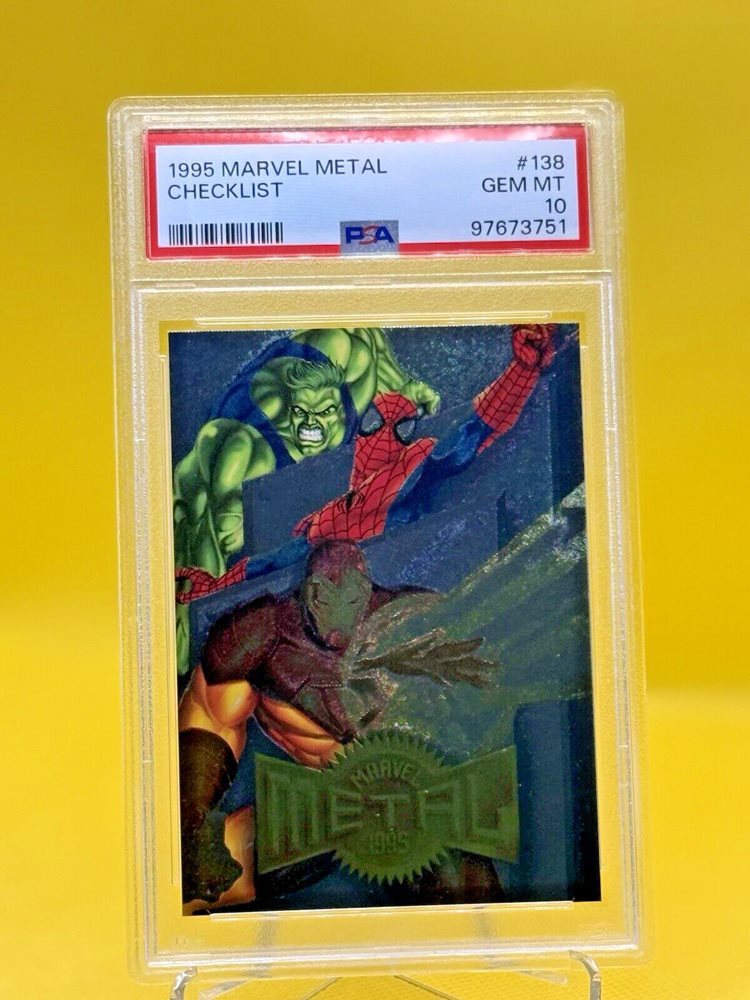 1995 MARVEL METAL #138
CHECKLIST GEM MT
10
PSA 97673751
MARVEL
METAL
1995